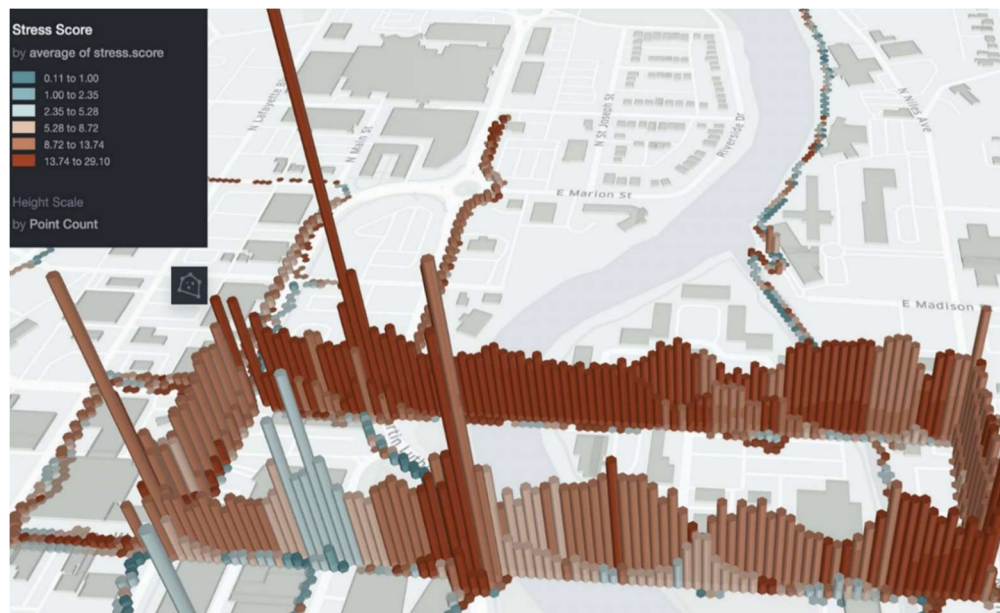 Stress Score
by average of stress.score
0.11 to 1.00
1.00 to 2.35
2.35 to 5.28
5.28 to 8.72
8.72 to 13.74
13.74 to 29.10
Height Scale
by Point Count
N Lafayette
N Main St
N St Joseph St
Riverside Dr
N Niles Ave
E Marion St
E Madison